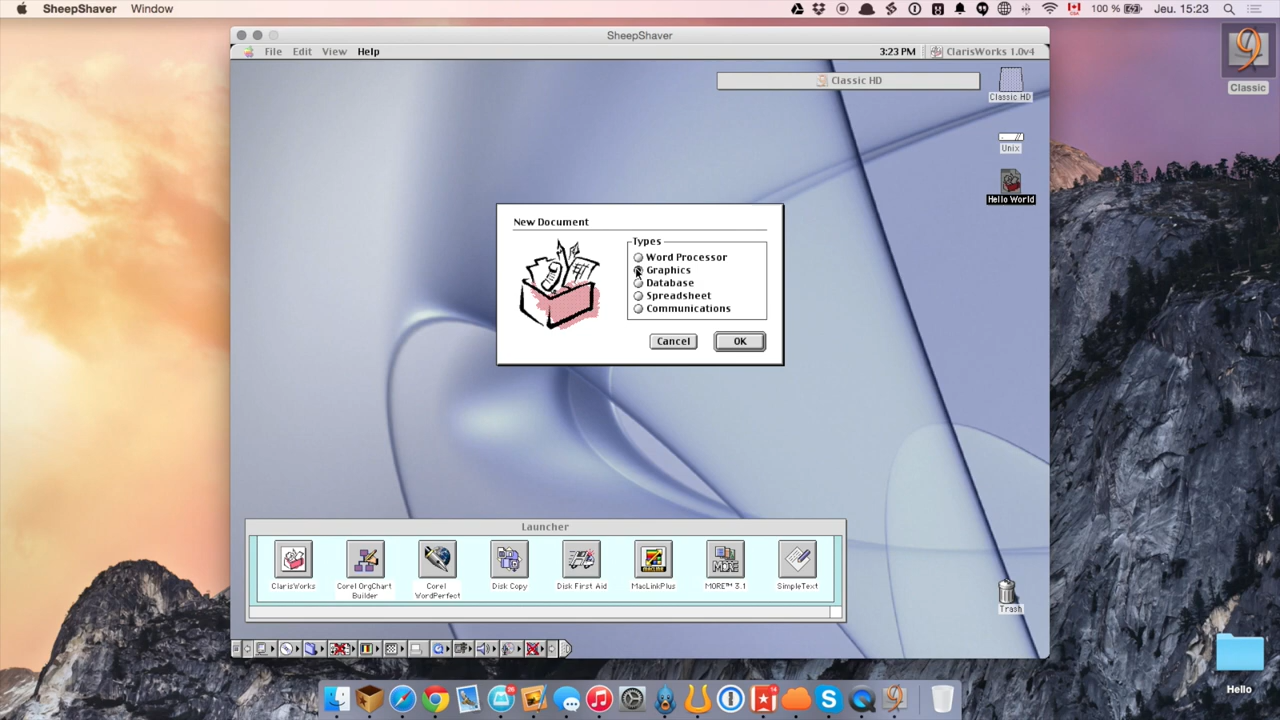 SheepShaver Window
100 % Jeu. 15:23
SheepShaver
File Edit View Help
3:23 PM ClarisWorks 1.0v4
Classic HD
Classic HD
Classic
Unix
Hello World
New Document
Types
Word Processor
Graphics
Database
Spreadsheet
Communications
Cancel OK
Launcher
ClarisWorks
Corel OrgChart
Builder
Corel
WordPerfect
Disk Copy
Disk First Aid
MacLinkPlus
MORE™ 3.1
SimpleText
Trash
Hello